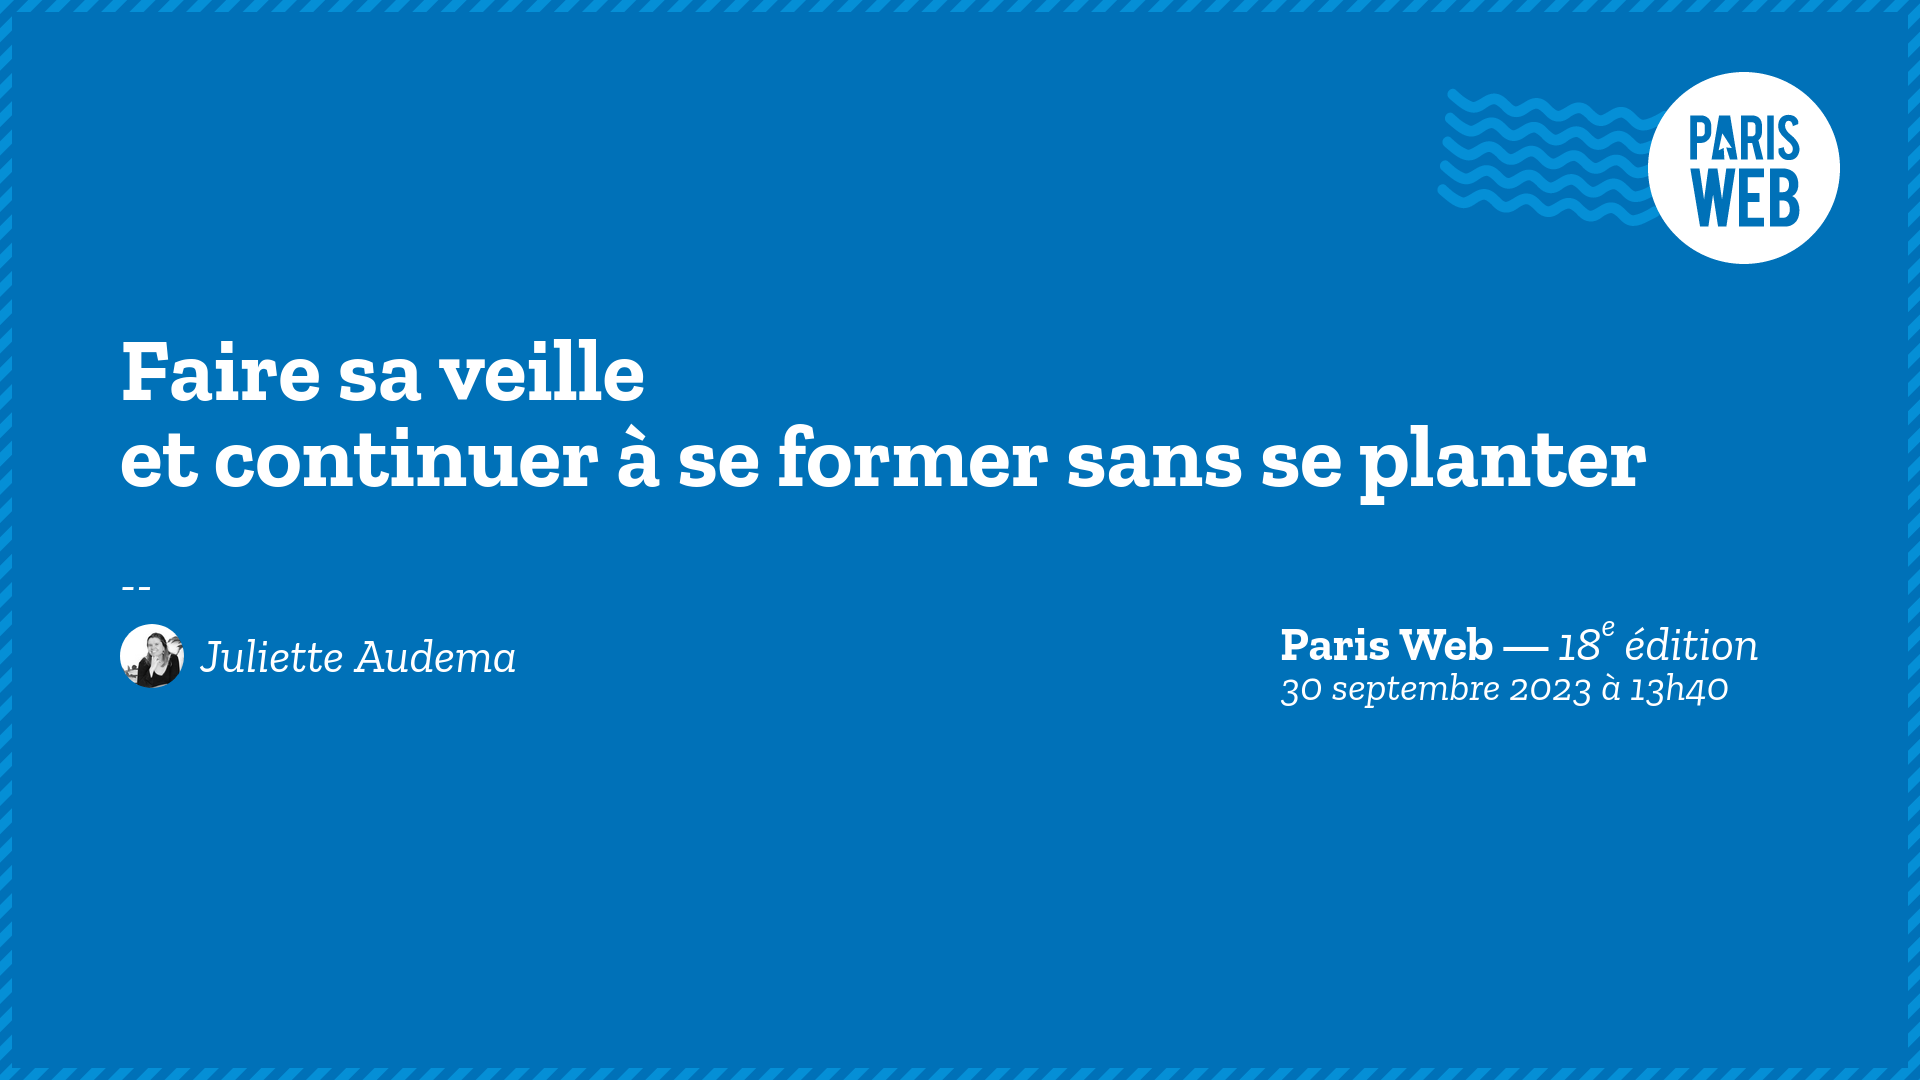 PARIS
WEB
Faire sa veille
et continuer à se former sans se planter
--
Juliette Audema
Paris Web — 18e édition
30 septembre 2023 à 13h40